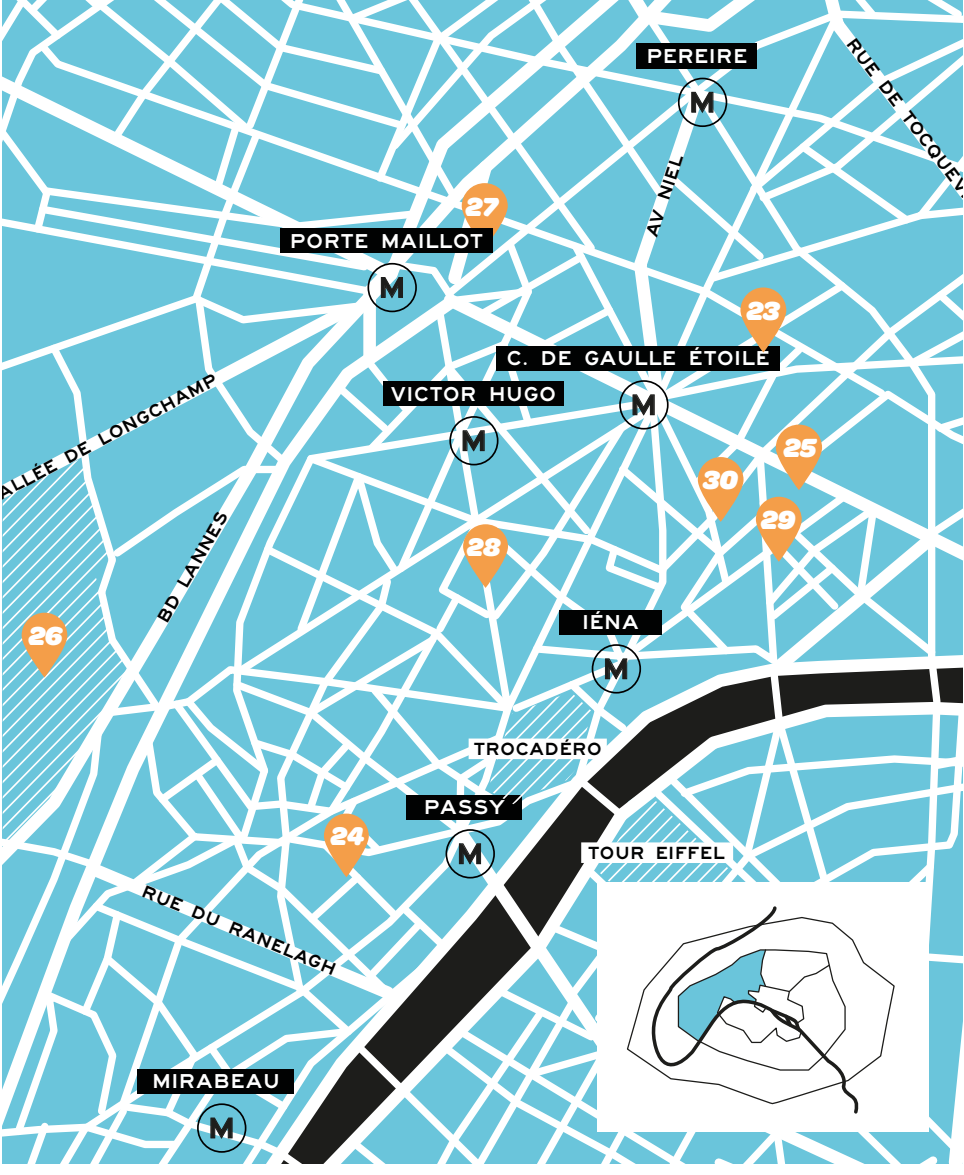 PEREIRE
M
RUE DE TOCQUEV
AV NIEL
27
PORTE MAILLOT
M
23
C. DE GAULLE ÉTOILE
M
VICTOR HUGO
M
ALLÉE DE LONGCHAMP
25
30
29
BD LANNES
28
26
IÉNA
M
TROCADÉRO
PASSY
M
24
TOUR EIFFEL
RUE DU RANELAGH
MIRABEAU
M